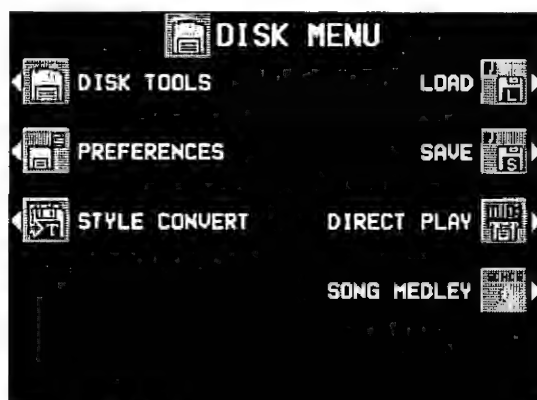 DISK MENU
DISK TOOLS LOAD
PREFERENCES SAVE
STYLE CONVERT DIRECT PLAY
SONG MEDLEY